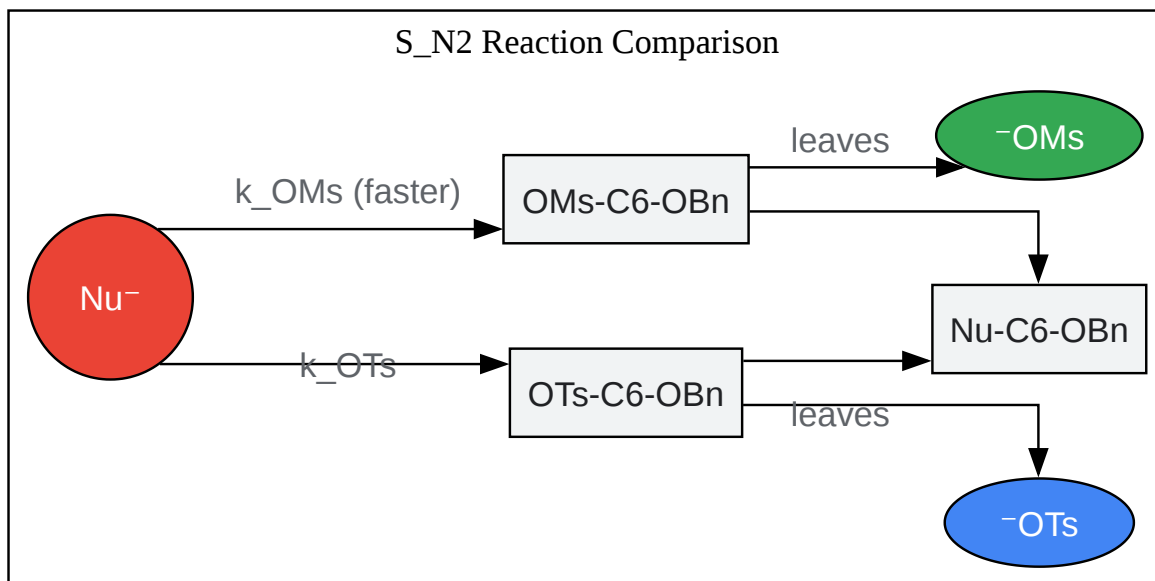 S_N2 Reaction Comparison
leaves
⁻OMs
k_OMs (faster)
OMs-C6-OBn
Nu⁻
Nu-C6-OBn
k_OTs
OTs-C6-OBn
leaves
⁻OTs